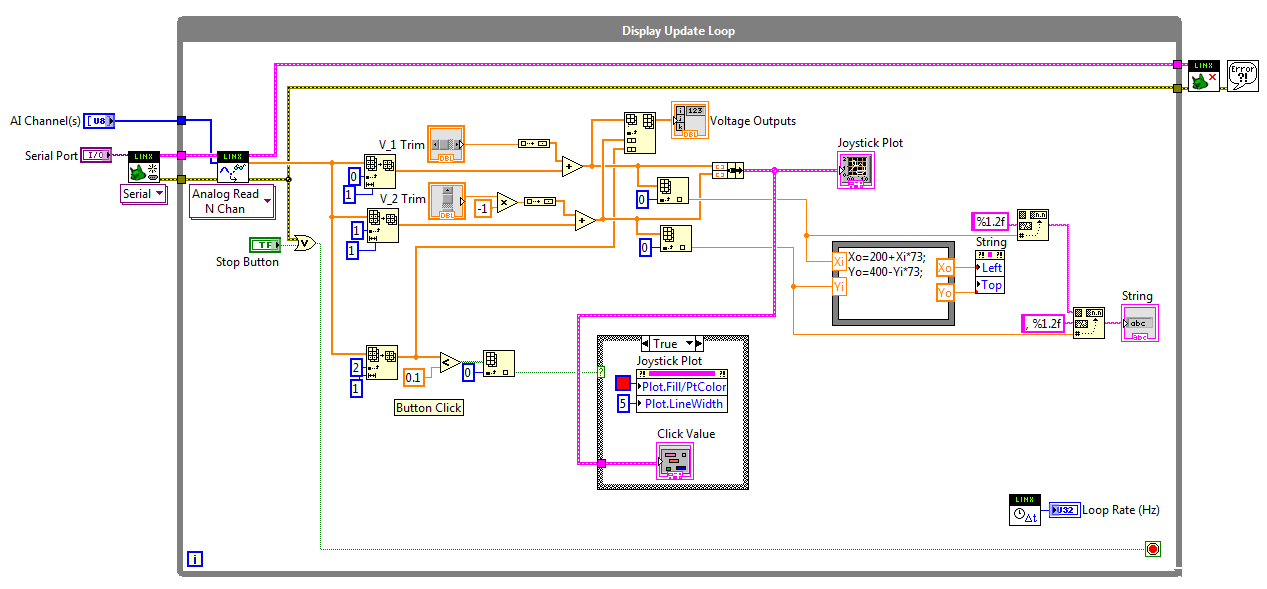 Display Update Loop
LINX
Error
?!
AI Channel(s)
U8
Serial Port
I/O
LINX
Serial
LINX
Analog Read
N Chan
Stop Button
TF
V
V_1 Trim
DBL
V_2 Trim
DBL
-1
x
+
+
0
1
1
1
2
1
i
123
j
k
DBL
Voltage Outputs
0
0
Joystick Plot
Xi
Yi
Xo=200+Xi*73;
Yo=400-Yi*73;
Xo
Yo
%1.2f
String
Left
Top
, %1.2f
String
abc
abc
<
0.1
0
Button Click
True
?
Joystick Plot
Plot.Fill/PtColor
5
Plot.LineWidth
Click Value
LINX
Δt
U32
Loop Rate (Hz)
i